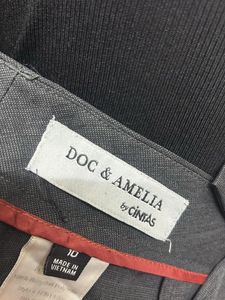 DOC & AMELIA
by CINTAS
10
MADE IN
VIETNAM